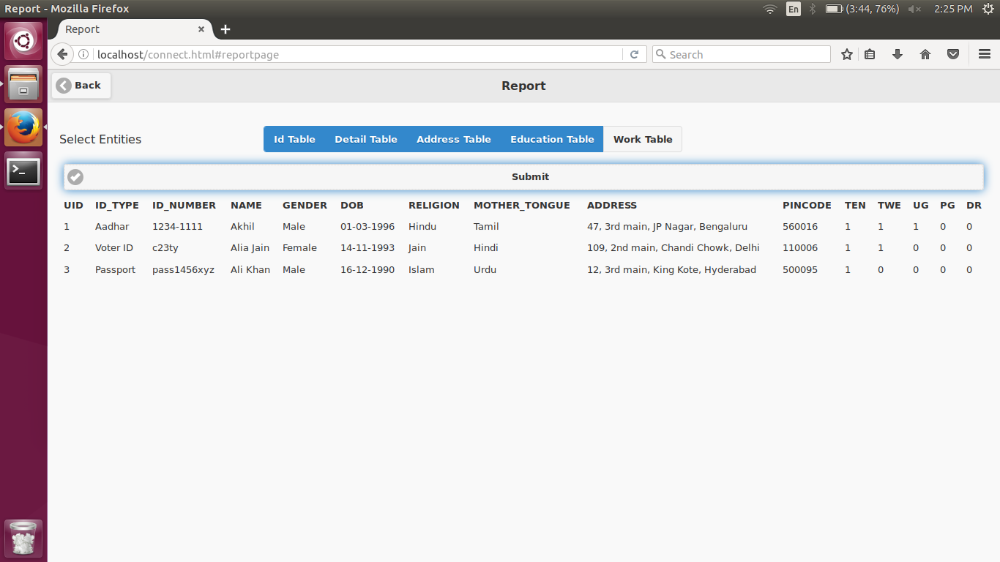 Report - Mozilla Firefox En (3:44, 76%) 2:25 PM
Report
localhost/connect.html#reportpage Search
Back Report
Select Entities Id Table Detail Table Address Table Education Table Work Table
Submit
UID ID_TYPE ID_NUMBER NAME GENDER DOB RELIGION MOTHER_TONGUE ADDRESS PINCODE TEN TWE UG PG DR
1 Aadhar 1234-1111 Akhil Male 01-03-1996 Hindu Tamil 47, 3rd main, JP Nagar, Bengaluru 560016 1 1 1 0 0
2 Voter ID c23ty Alia Jain Female 14-11-1993 Jain Hindi 109, 2nd main, Chandi Chowk, Delhi 110006 1 1 0 0 0
3 Passport pass1456xyz Ali Khan Male 16-12-1990 Islam Urdu 12, 3rd main, King Kote, Hyderabad 500095 1 0 0 0 0